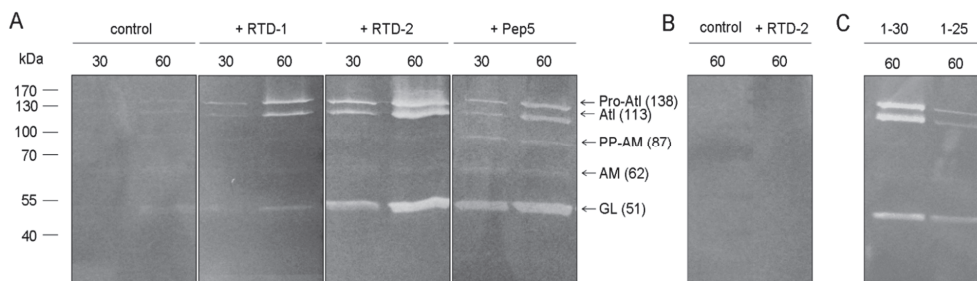 A
B
C
control + RTD-1 + RTD-2 + Pep5
control + RTD-2
1-30 1-25
kDa 30 60 30 60 30 60 30 60
60 60
60 60
170
130
100
70
55
40
Pro-Atl (138)
Atl (113)
PP-AM (87)
AM (62)
GL (51)